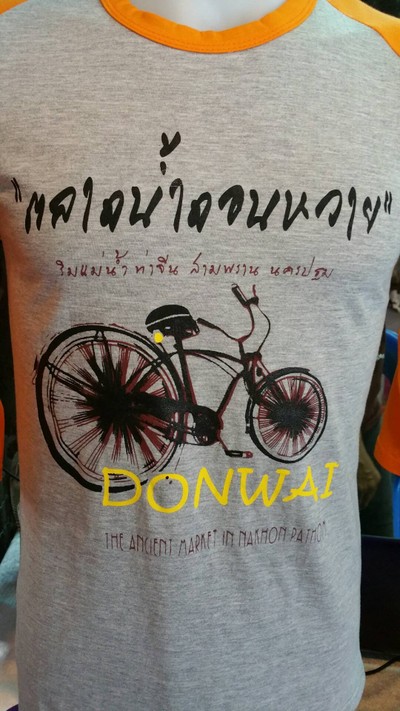 "ตลาดน้ำดอนหวาย"
ริมแม่น้ำ ท่าจีน สามพราน นครปฐม
DONWAI
THE ANCIENT MARKET IN NAKHON PATHOM